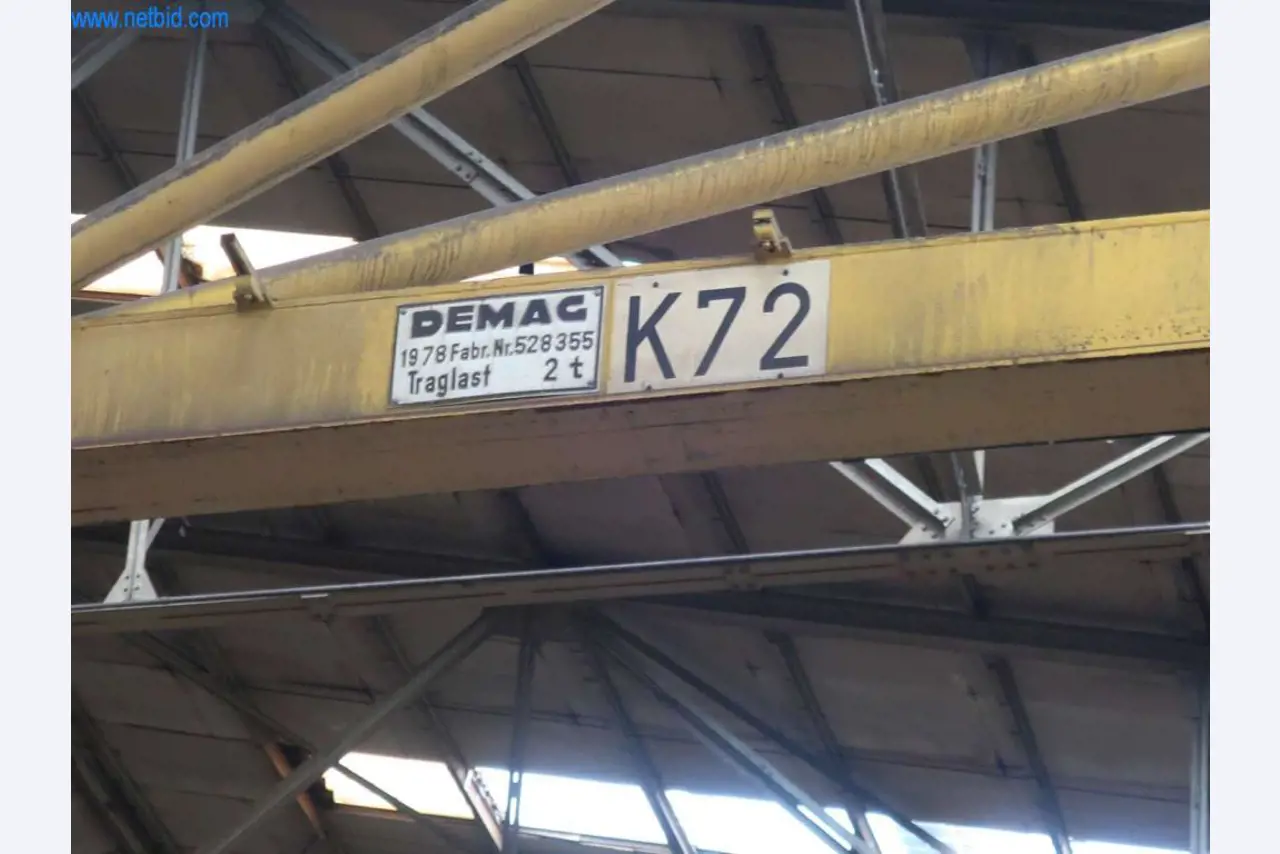 www.netbid.com
DEMAG
1978 Fabr. Nr. 528355
Traglast 2 t
K72